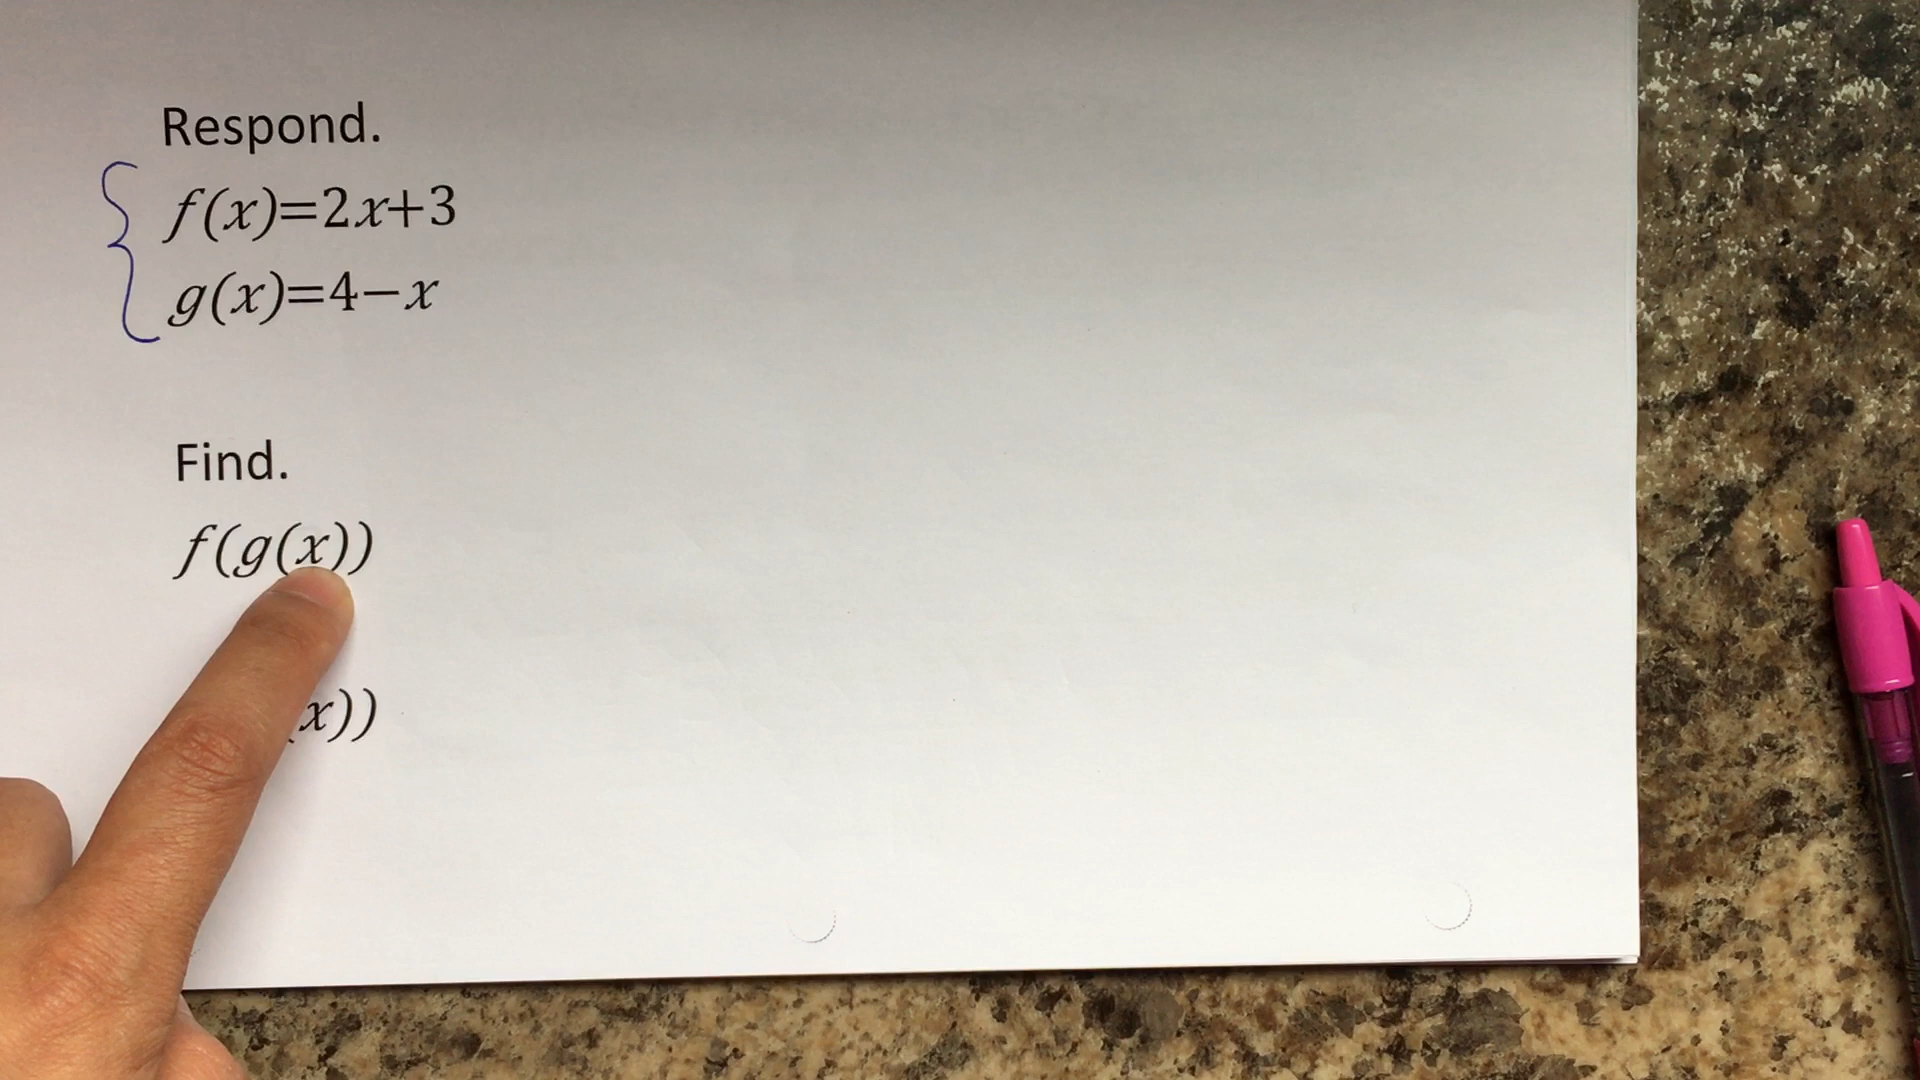 Respond.
f(x)=2x+3
g(x)=4−x
Find.
f(g(x))
x))